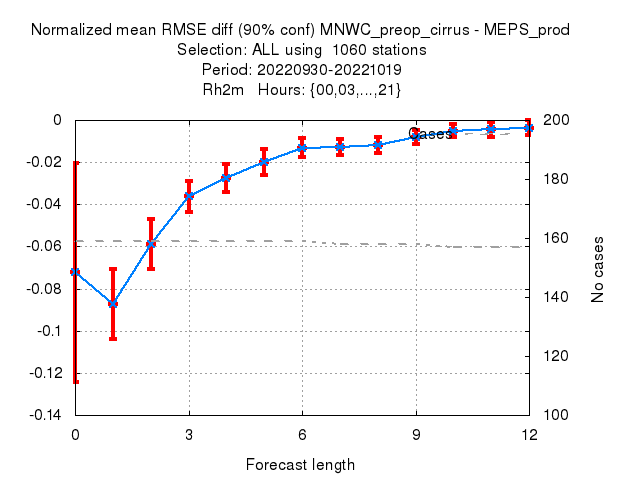 Normalized mean RMSE diff (90% conf) MNWC_preop_cirrus - MEPS_prod
Selection: ALL using  1060 stations
Period: 20220930-20221019
Rh2m   Hours: {00,03,...,21}
0
-0.02
-0.04
-0.06
-0.08
-0.1
-0.12
-0.14
Cases
200
180
160
140
120
100
No cases
0
3
6
9
12
Forecast length